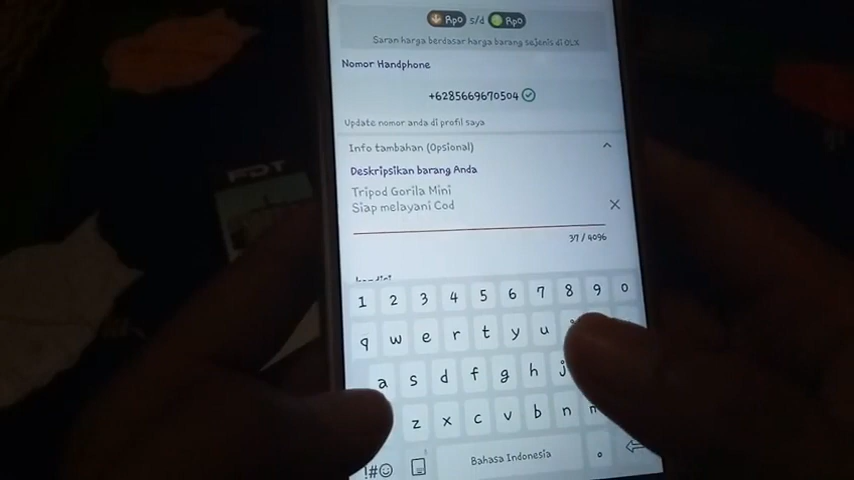 Rp0 s/d Rp0
Saran harga berdasar harga barang sejenis di OLX
Nomor Handphone
+6285669670504
Update nomor anda di profil saya
Info tambahan (Opsional)
Deskripsikan barang Anda
Tripod Gorila Mini
Siap melayani Cod
37 / 4096
FDT
1 2 3 4 5 6 7 8 9 0
q w e r t y u
a s d f g h j
z x c v b n m
!#☺ Bahasa Indonesia .